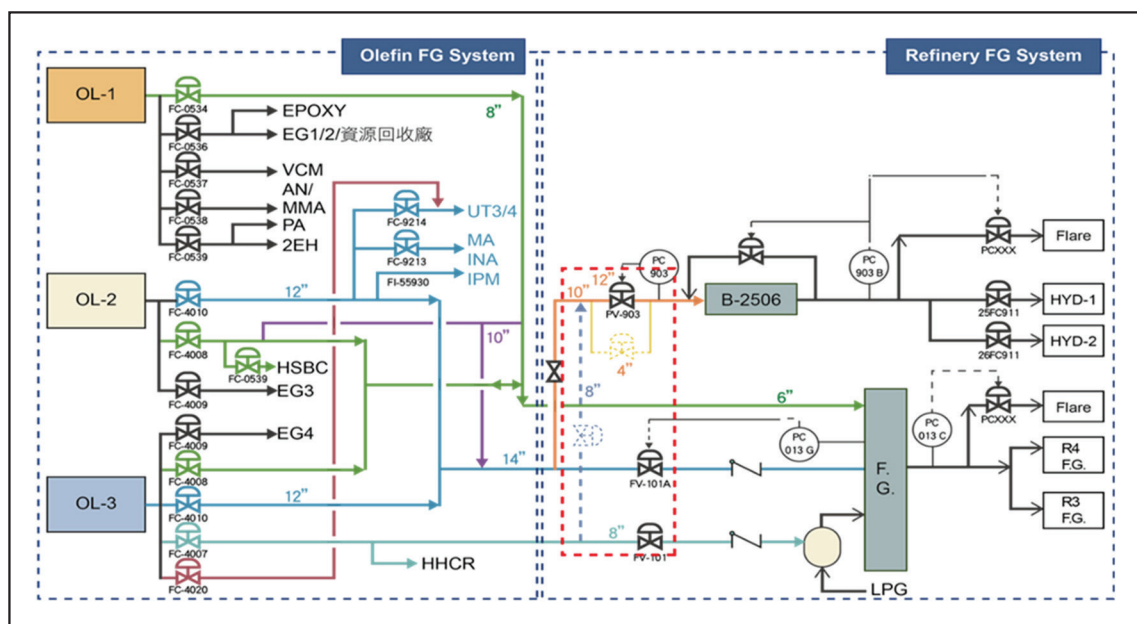 Olefin FG System
Refinery FG System
OL-1
FC-0534
8”
EPOXY
FC-0536
EG1/2/資源回收廠
FC-0537
VCM
AN/
MMA
FC-0538
PA
FC-0539
2EH
FC-9214
UT3/4
FC-9213
MA
INA
IPM
FI-55930
OL-2
FC-4010
12”
FC-4008
10”
FC-0539
HSBC
FC-4009
EG3
FC-4009
EG4
FC-4008
14”
OL-3
FC-4010
12”
FC-4007
HHCR
FC-4020
10”
12”
PC
903
PV-903
4”
8”
B-2506
PC
903 B
PCXXX
Flare
25FC911
HYD-1
26FC911
HYD-2
6”
PC
013 G
FV-101A
8”
FV-101
F.
G.
LPG
PC
013 C
PCXXX
Flare
R4
F.G.
R3
F.G.